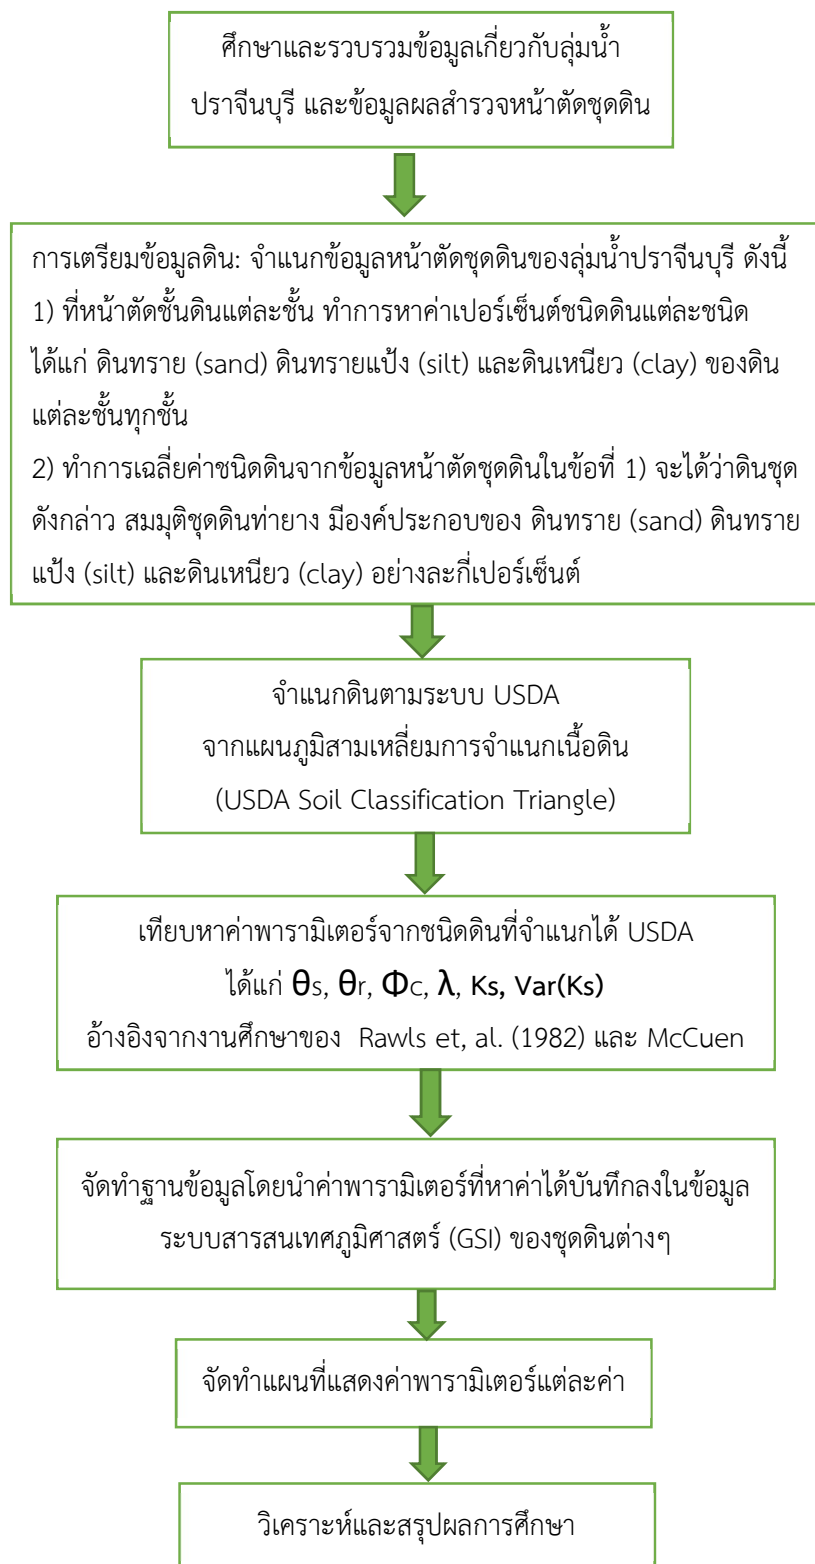 ศึกษาและรวบรวมข้อมูลเกี่ยวกับลุ่มน้ำ
ปราจีนบุรี และข้อมูลผลสำรวจหน้าตัดชุดดิน
การเตรียมข้อมูลดิน: จำแนกข้อมูลหน้าตัดชุดดินของลุ่มน้ำปราจีนบุรี ดังนี้
1) ที่หน้าตัดชั้นดินแต่ละชั้น ทำการหาค่าเปอร์เซ็นต์ชนิดดินแต่ละชนิด
ได้แก่ ดินทราย (sand) ดินทรายแป้ง (silt) และดินเหนียว (clay) ของดิน
แต่ละชั้นทุกชั้น
2) ทำการเฉลี่ยค่าชนิดดินจากข้อมูลหน้าตัดชุดดินในข้อที่ 1) จะได้ว่าดินชุด
ดังกล่าว สมมุติชุดดินท่ายาง มีองค์ประกอบของ ดินทราย (sand) ดินทราย
แป้ง (silt) และดินเหนียว (clay) อย่างละกี่เปอร์เซ็นต์
จำแนกดินตามระบบ USDA
จากแผนภูมิสามเหลี่ยมการจำแนกเนื้อดิน
(USDA Soil Classification Triangle)
เทียบหาค่าพารามิเตอร์จากชนิดดินที่จำแนกได้ USDA
ได้แก่ θs, θr, Φc, λ, Ks, Var(Ks)
อ้างอิงจากงานศึกษาของ Rawls et, al. (1982) และ McCuen
จัดทำฐานข้อมูลโดยนำค่าพารามิเตอร์ที่หาค่าได้บันทึกลงในข้อมูล
ระบบสารสนเทศภูมิศาสตร์ (GSI) ของชุดดินต่างๆ
จัดทำแผนที่แสดงค่าพารามิเตอร์แต่ละค่า
วิเคราะห์และสรุปผลการศึกษา